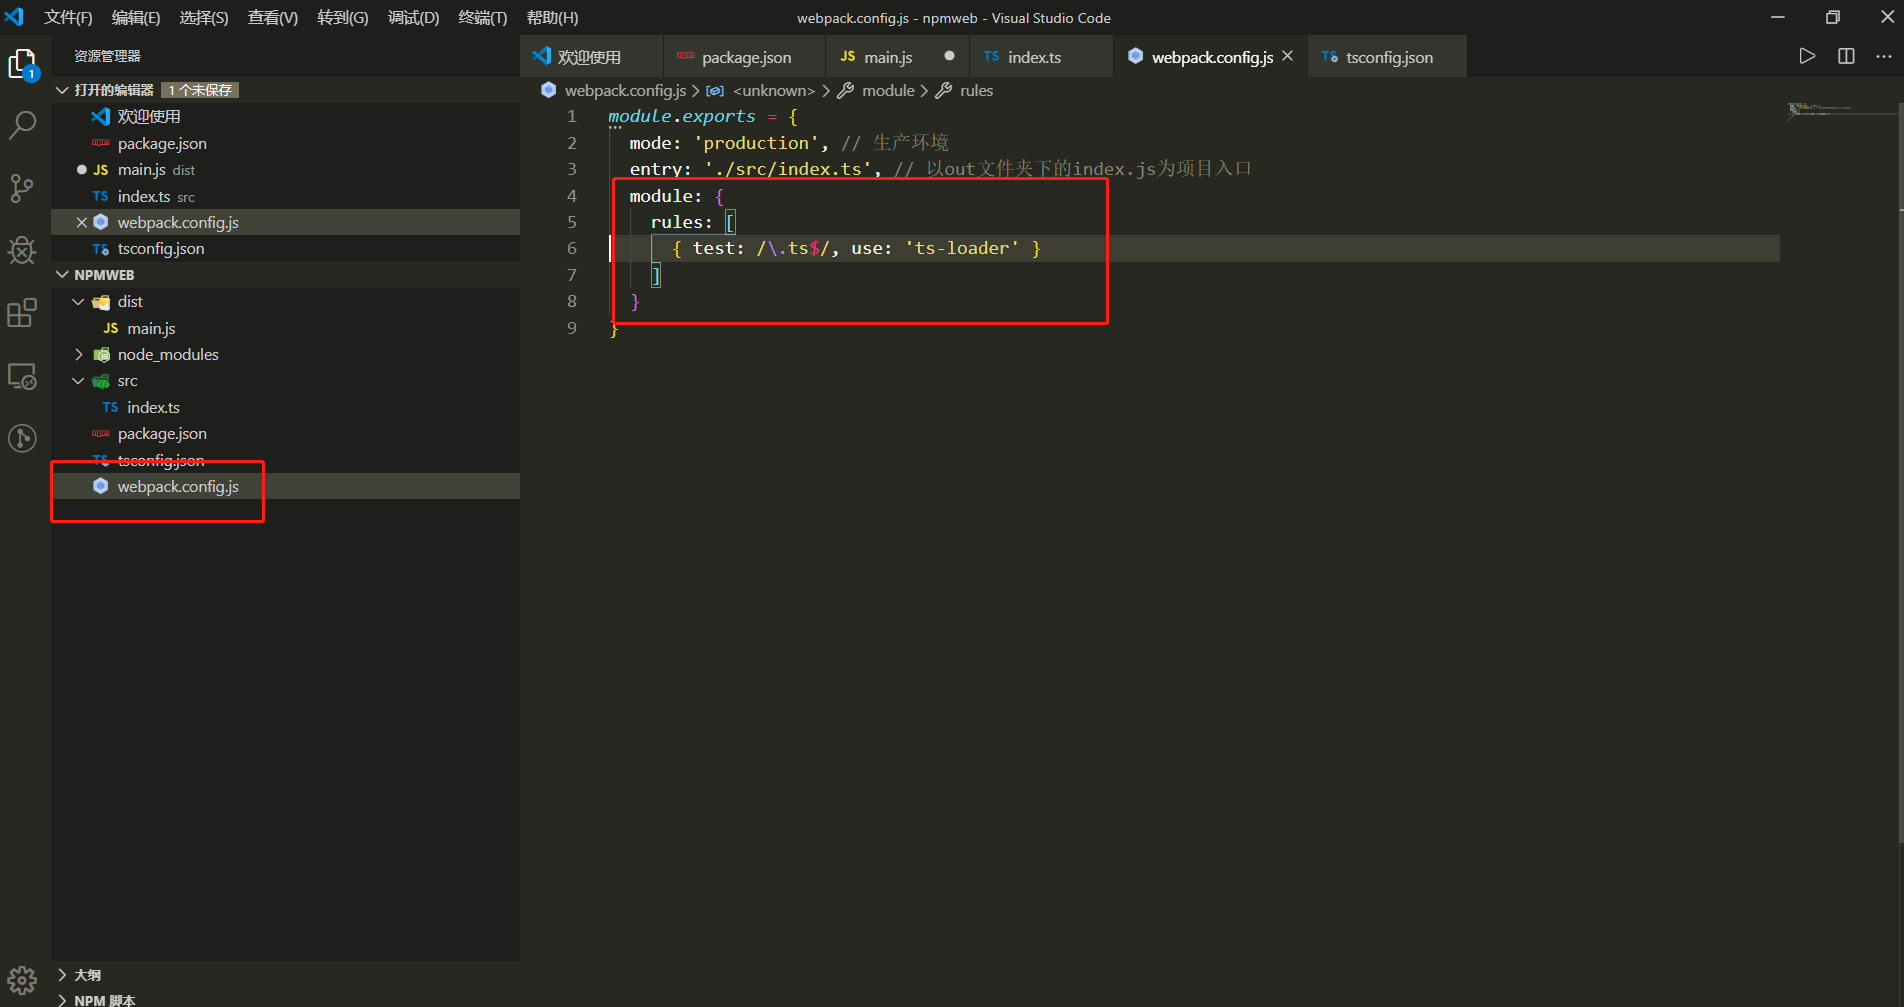 文件(F) 编辑(E) 选择(S) 查看(V) 转到(G) 调试(D) 终端(T) 帮助(H)
webpack.config.js - npmweb - Visual Studio Code
资源管理器
1
打开的编辑器 1 个未保存
欢迎使用
package.json
JS main.js dist
TS index.ts src
webpack.config.js
TS tsconfig.json
NPMWEB
dist
JS main.js
node_modules
src
TS index.ts
package.json
TS tsconfig.json
webpack.config.js
大纲
NPM 脚本
欢迎使用
package.json
JS main.js
TS index.ts
webpack.config.js
TS tsconfig.json
webpack.config.js > <unknown> > module > rules
1 module.exports = {
2 mode: 'production', // 生产环境
3 entry: './src/index.ts', // 以out文件夹下的index.js为项目入口
4 module: {
5 rules: [
6 { test: /\.ts$/, use: 'ts-loader' }
7 ]
8 }
9 }